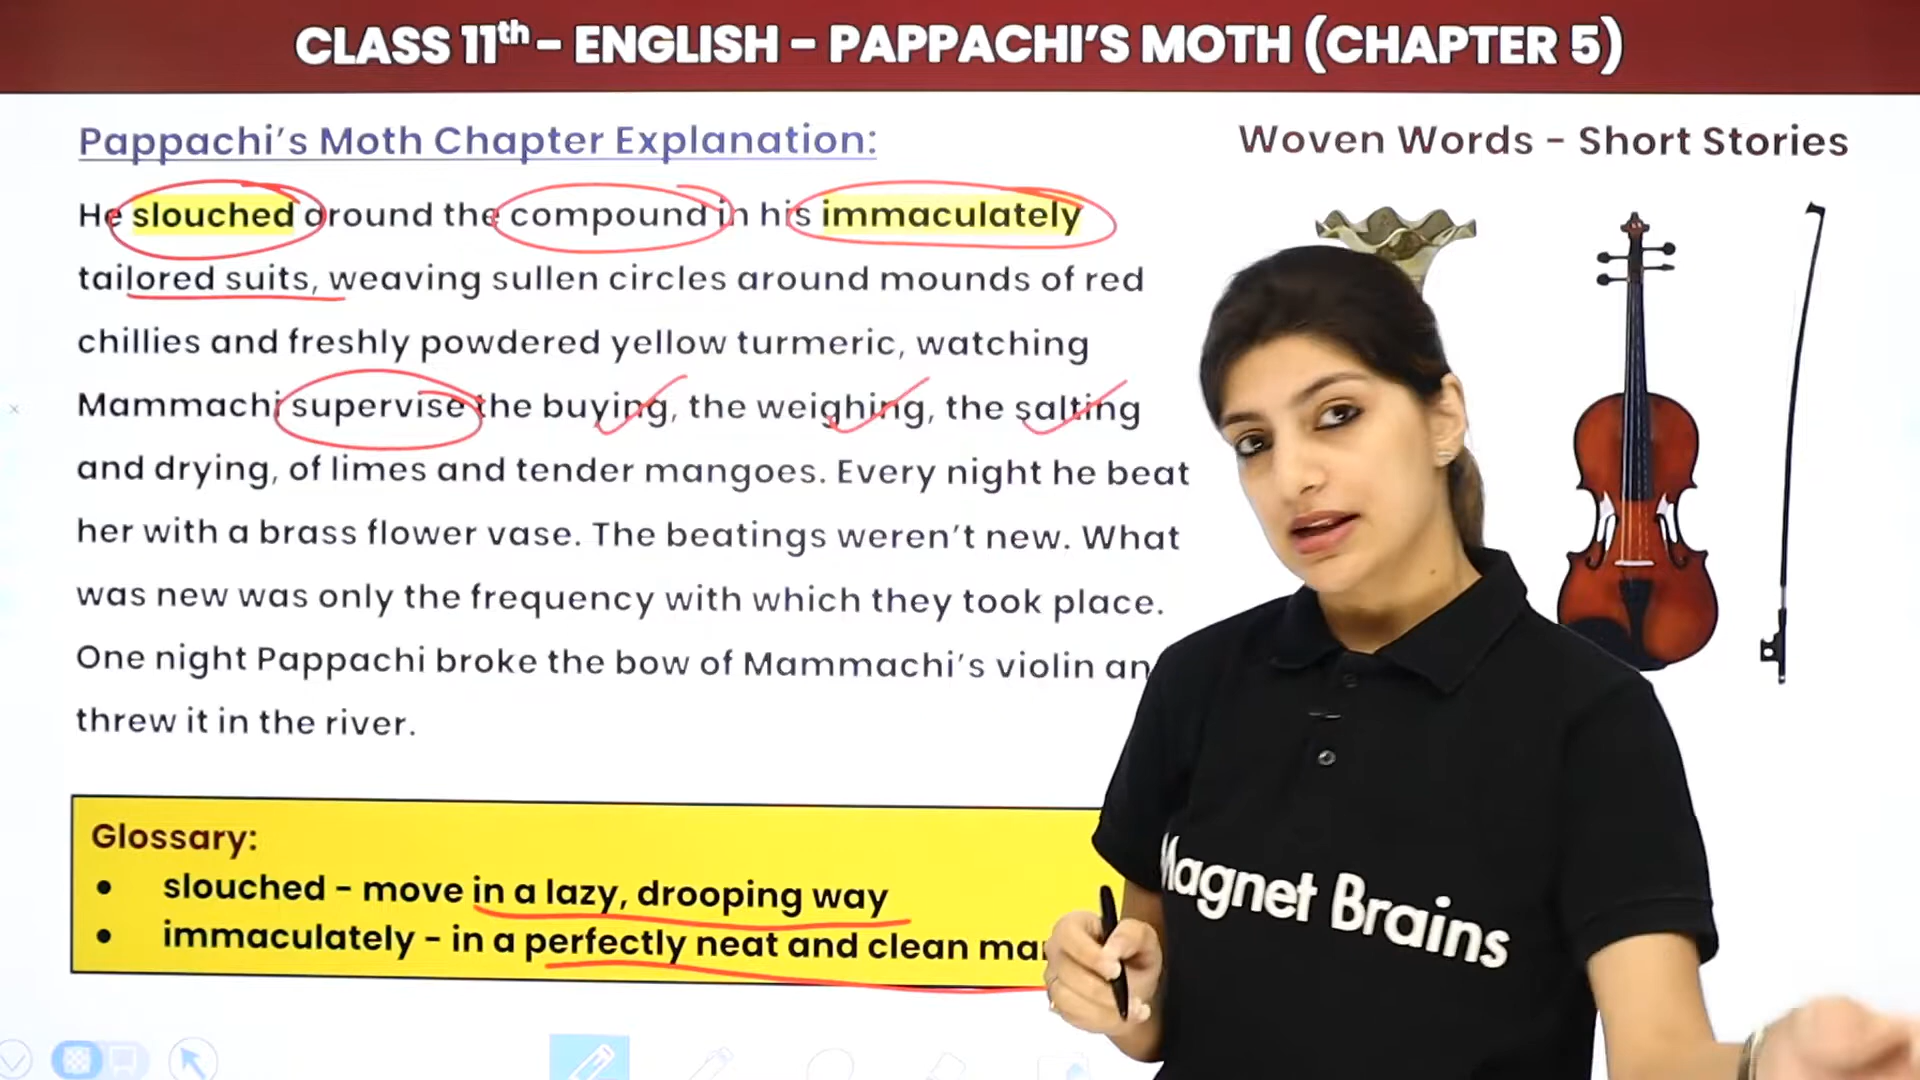 CLASS 11th - ENGLISH - PAPPACHI'S MOTH (CHAPTER 5)
Pappachi's Moth Chapter Explanation:
Woven Words - Short Stories
He slouched around the compound in his immaculately
tailored suits, weaving sullen circles around mounds of red
chillies and freshly powdered yellow turmeric, watching
Mammachi supervise the buying, the weighing, the salting
and drying, of limes and tender mangoes. Every night he beat
her with a brass flower vase. The beatings weren't new. What
was new was only the frequency with which they took place.
One night Pappachi broke the bow of Mammachi's violin an
threw it in the river.
Glossary:
• slouched - move in a lazy, drooping way
• immaculately - in a perfectly neat and clean
Magnet Brains